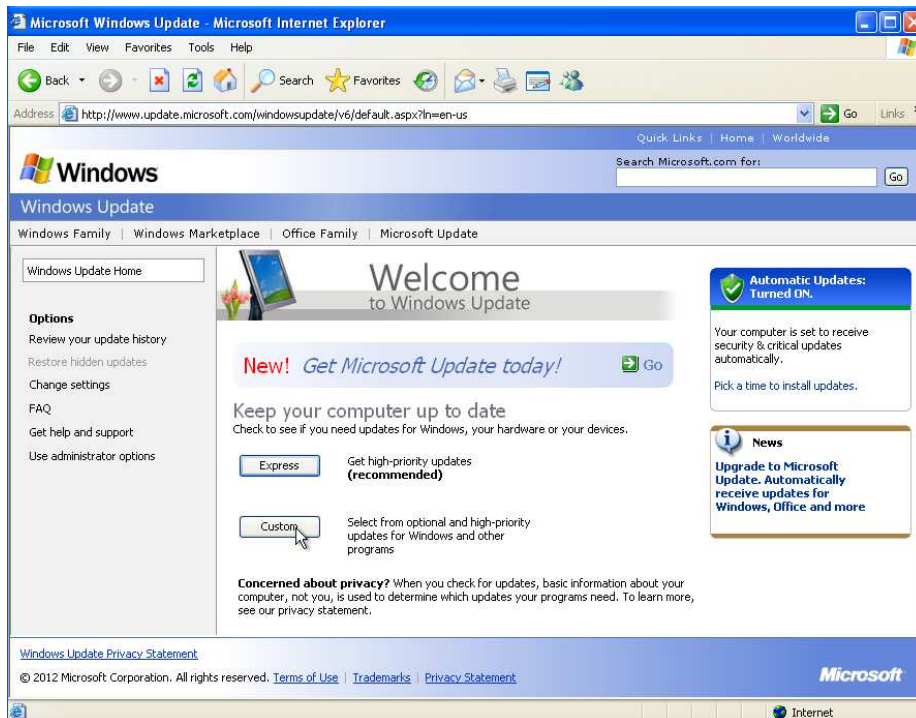 Microsoft Windows Update - Microsoft Internet Explorer
File Edit View Favorites Tools Help
Back Search Favorites
Address http://www.update.microsoft.com/windowsupdate/v6/default.aspx?ln=en-us Go Links
Quick Links | Home | Worldwide
Windows
Search Microsoft.com for:
Go
Windows Update
Windows Family | Windows Marketplace | Office Family | Microsoft Update
Windows Update Home
Options
Review your update history
Restore hidden updates
Change settings
FAQ
Get help and support
Use administrator options
Welcome
to Windows Update
New! Get Microsoft Update today! Go
Keep your computer up to date
Check to see if you need updates for Windows, your hardware or your devices.
Express
Get high-priority updates
(recommended)
Custom
Select from optional and high-priority
updates for Windows and other
programs
Concerned about privacy? When you check for updates, basic information about your
computer, not you, is used to determine which updates your programs need. To learn more,
see our privacy statement.
Automatic Updates:
Turned ON.
Your computer is set to receive
security & critical updates
automatically.
Pick a time to install updates.
News
Upgrade to Microsoft
Update. Automatically
receive updates for
Windows, Office and more
Windows Update Privacy Statement
© 2012 Microsoft Corporation. All rights reserved. Terms of Use | Trademarks | Privacy Statement
Microsoft
Internet